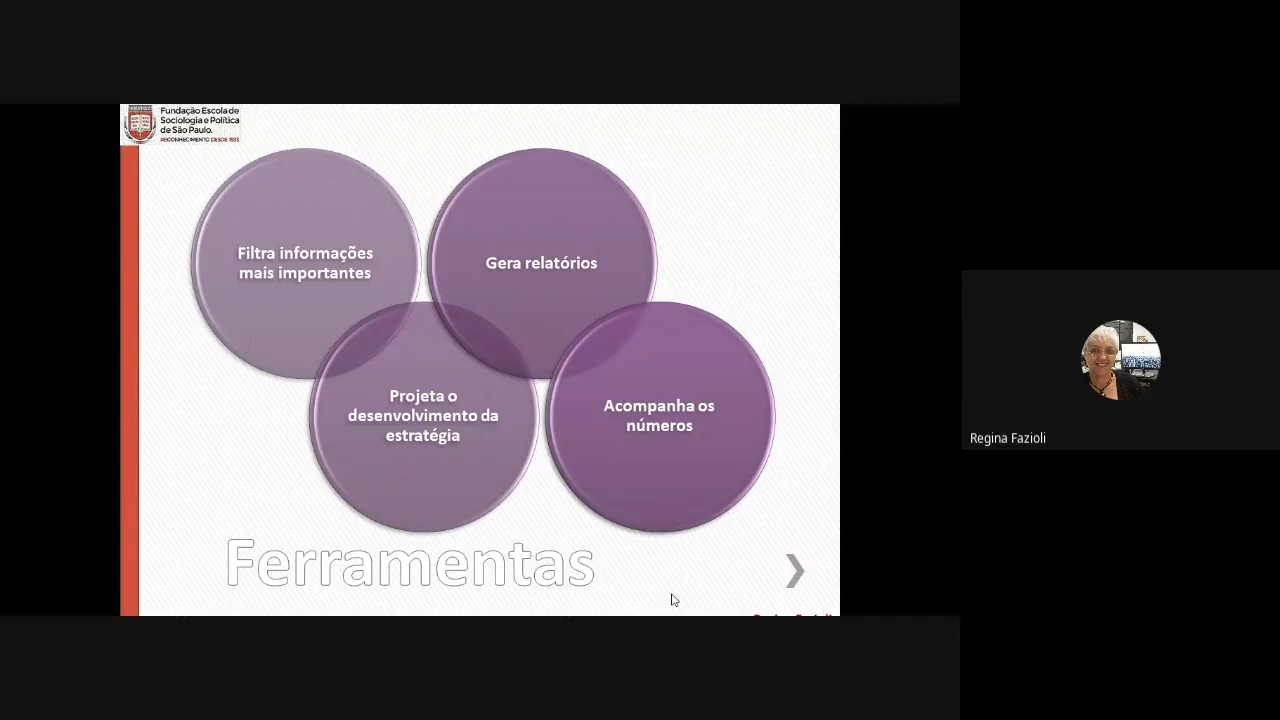 Fundação Escola de
Sociologia e Política
de São Paulo.
RECONHECIMENTO DESDE 1933
Filtra informações
mais importantes
Gera relatórios
Projeta o
desenvolvimento da
estratégia
Acompanha os
números
Ferramentas
Regina Fazioli